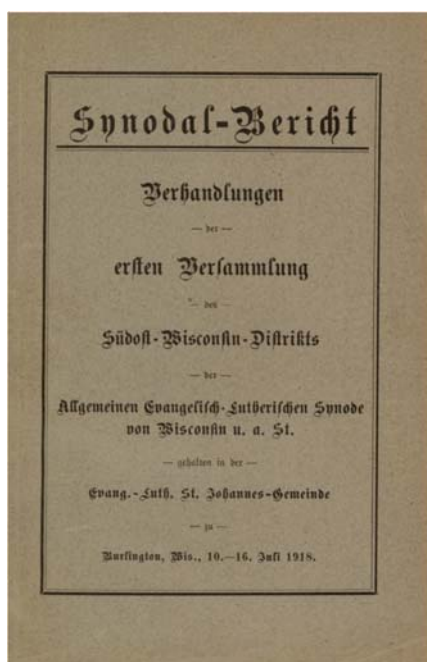 Synodal-Bericht
Verhandlungen
— der —
ersten Versammlung
— des —
Südost-Wisconsin-Distrikts
— der —
Allgemeinen Evangelisch-Lutherischen Synode
von Wisconsin u. a. St.
— gehalten in der —
Evang.-Luth. St. Johannes-Gemeinde
— zu —
Burlington, Wis., 10.—16. Juli 1918.